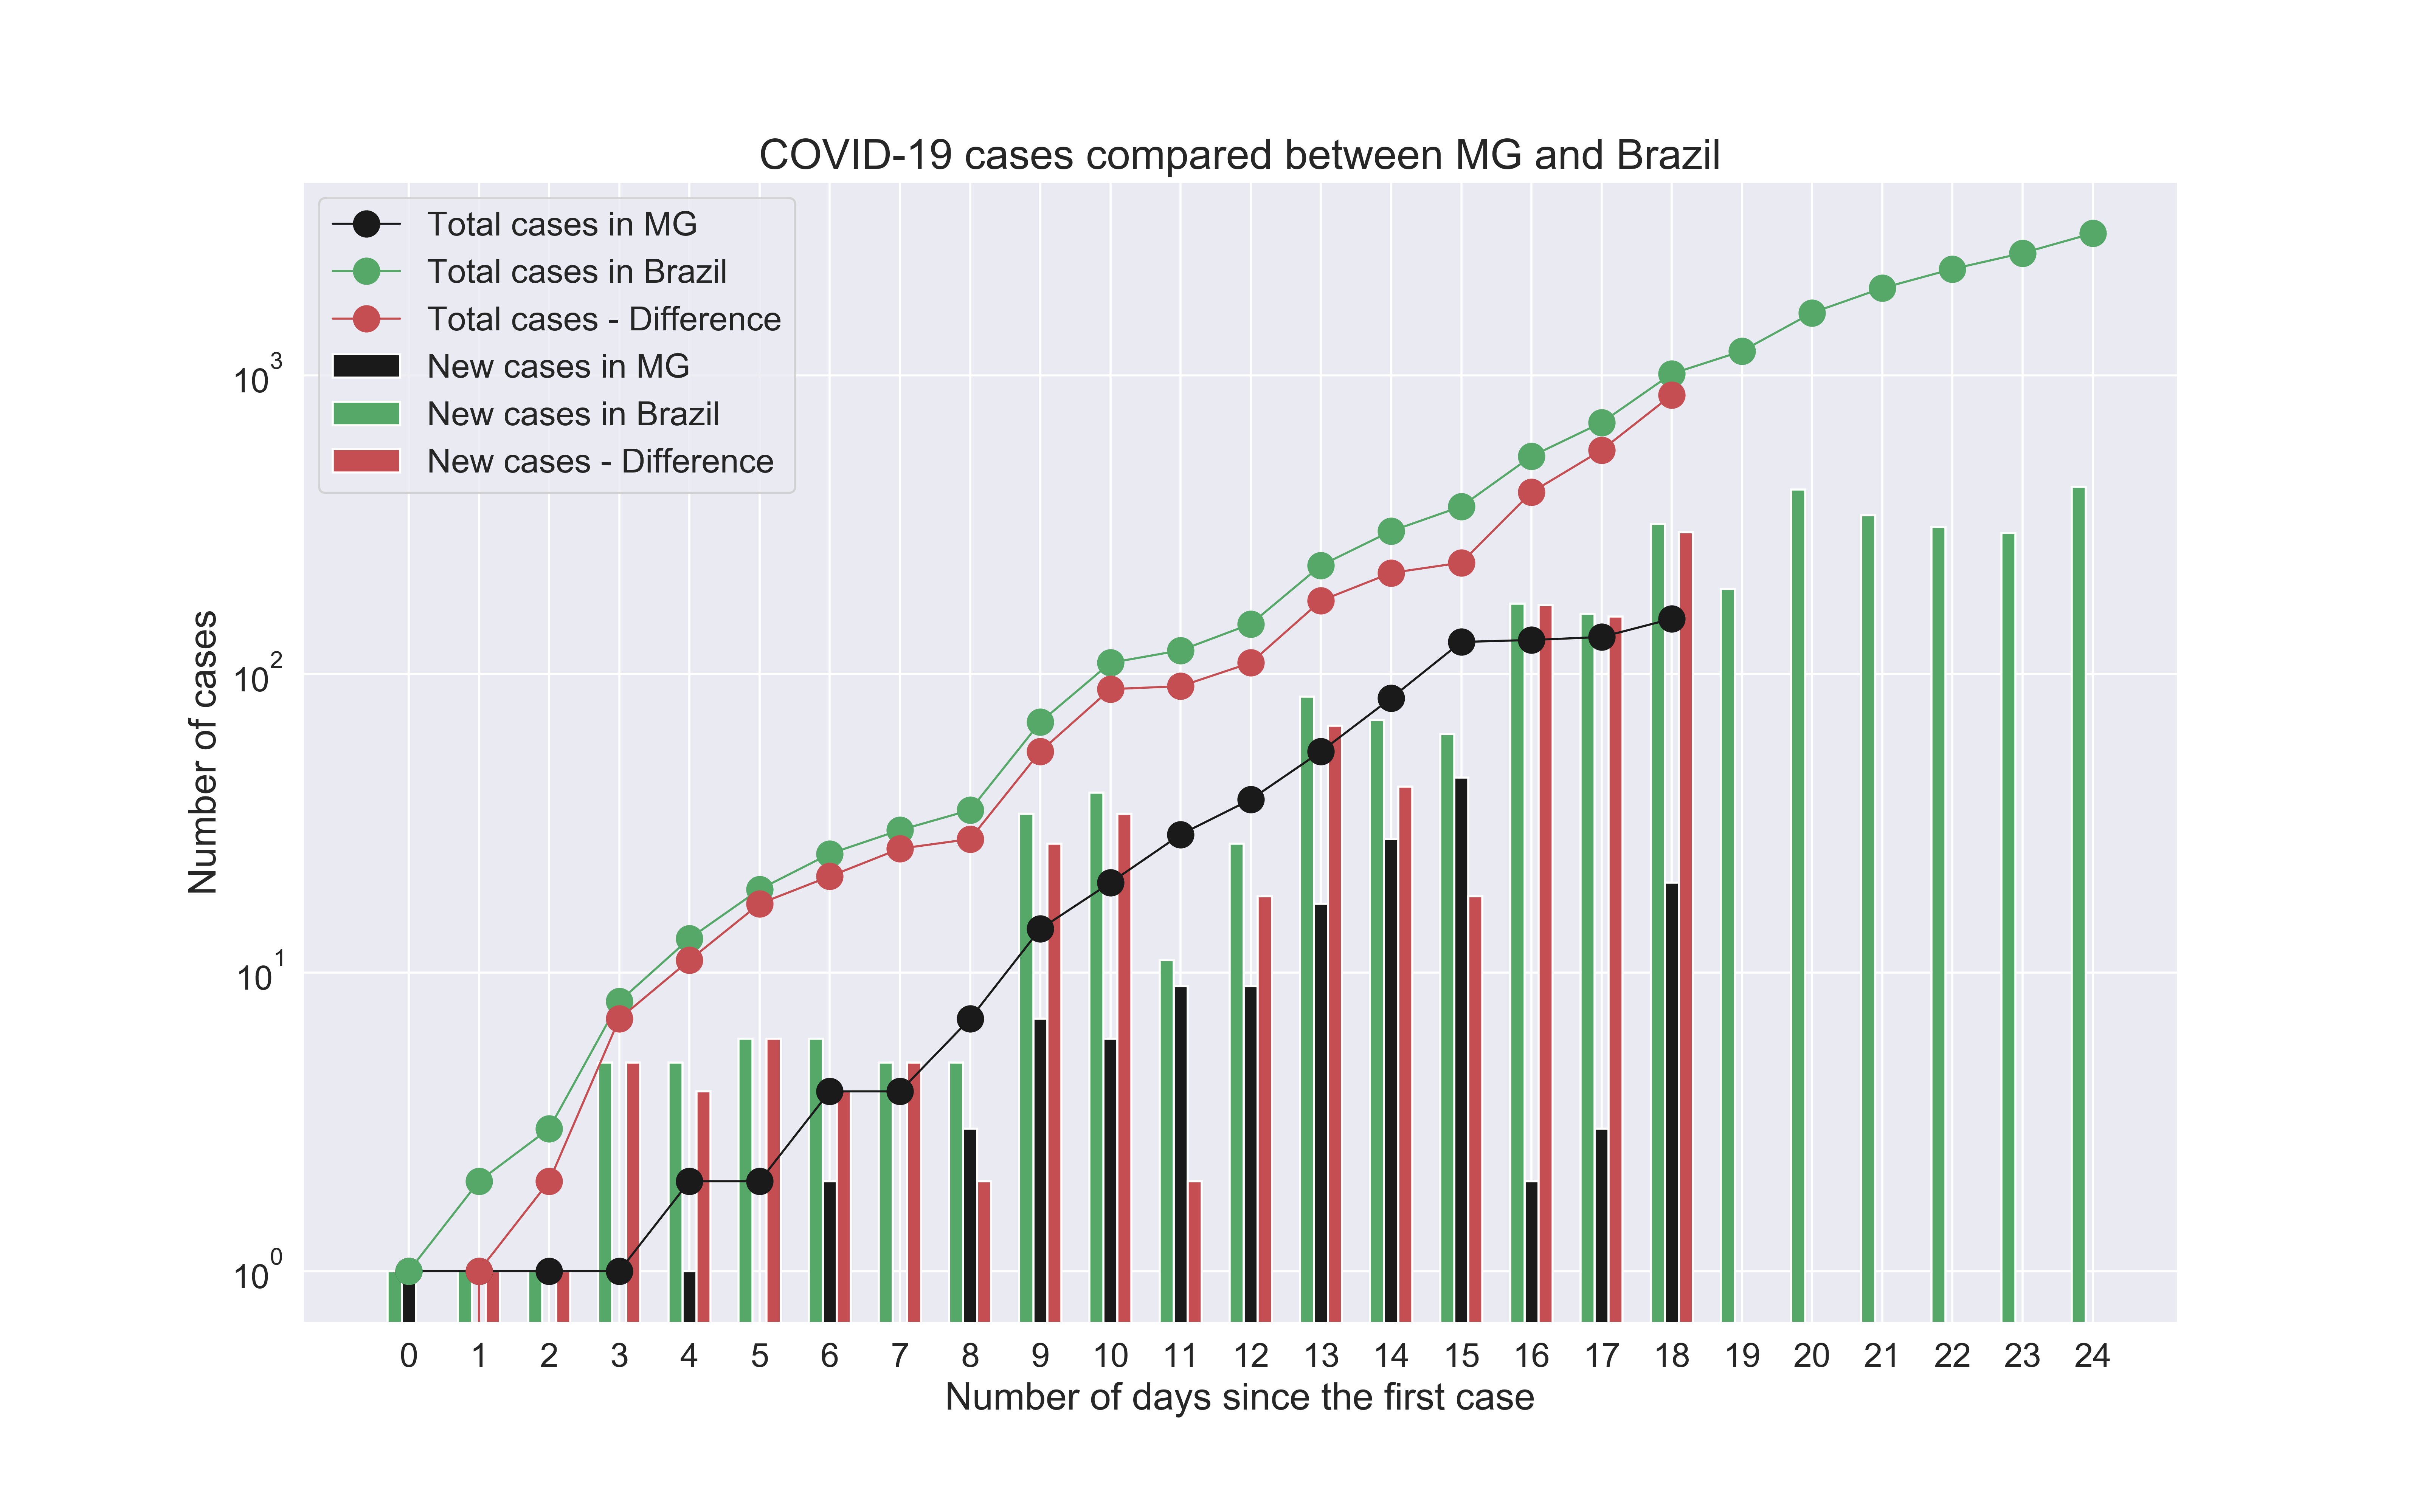 COVID-19 cases compared between MG and Brazil
Total cases in MG
Total cases in Brazil
Total cases - Difference
New cases in MG
New cases in Brazil
New cases - Difference
Number of cases
10³
10²
10¹
10⁰
0 1 2 3 4 5 6 7 8 9 10 11 12 13 14 15 16 17 18 19 20 21 22 23 24
Number of days since the first case